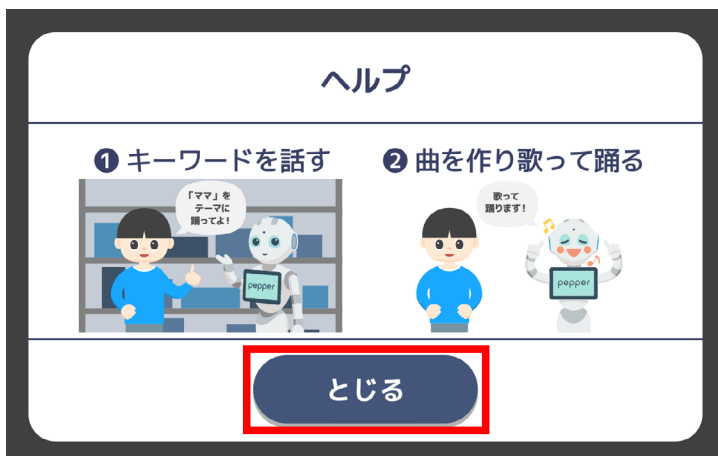 ヘルプ
❶ キーワードを話す
「ママ」を
テーマに
踊ってよ!
pepper
❷ 曲を作り歌って踊る
歌って
踊ります!
pepper
とじる